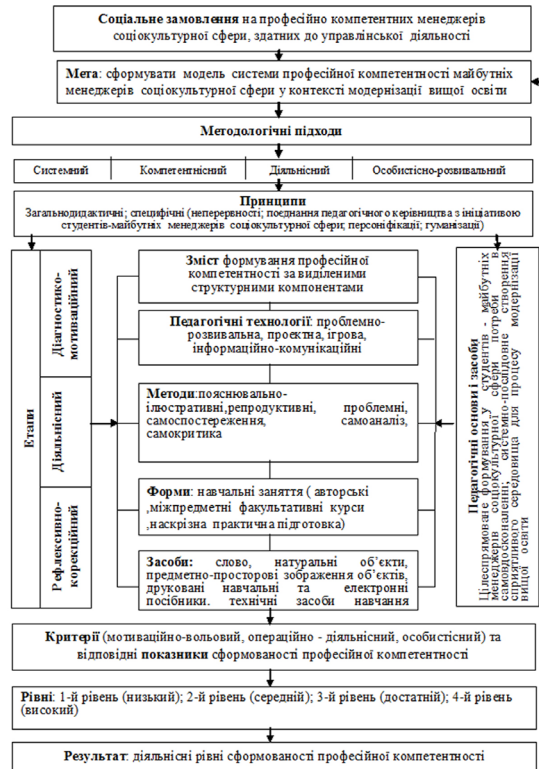 Соціальне замовлення на професійно компетентних менеджерів
соціокультурної сфери, здатних до управлінської діяльності
Мета: сформувати модель системи професійної компетентності майбутніх
менеджерів соціокультурної сфери у контексті модернізації вищої освіти
Методологічні підходи
Системний
Компетентнісний
Діяльнісний
Особистісно-розвивальний
Принципи
Загальнодидактичні; специфічні (неперервності; поєднання педагогічного керівництва з ініціативою
студентів-майбутніх менеджерів соціокультурної сфери; персоніфікації; гуманізації)
Етапи
Діагностико-
мотиваційний
Діяльнісний
Рефлексивно-
корекційний
Зміст формування професійної
компетентності за виділеними
структурними компонентами
Педагогічні технології: проблемно-
розвивальна, проектна, ігрова,
інформаційно-комунікаційні
Методи:пояснювально-
ілюстративні,репродуктивні, проблемні,
самоспостереження, самоаналіз,
самокритика
Форми: навчальні заняття ( авторські
,міжпредметні факультативні курси
,наскрізна практична підготовка)
Засоби: слово, натуральні об’єкти,
предметно-просторові зображення об’єктів,
друковані навчальні та електронні
посібники. технічні засоби навчання
Педагогічні основи і засоби
Цілеспрямоване формування у студентів - майбутніх
менеджерів соціокультурної сфери потреби в
самовдосконаленні; системно-послідовне створення
сприятливого середовища для процесу модернізації
вищої освіти
Критерії (мотиваційно-вольовий, операційно - діяльнісний, особистісний) та
відповідні показники сформованості професійної компетентності
Рівні: 1-й рівень (низький); 2-й рівень (середній); 3-й рівень (достатній); 4-й рівень
(високий)
Результат: діяльнісні рівні сформованості професійної компетентності